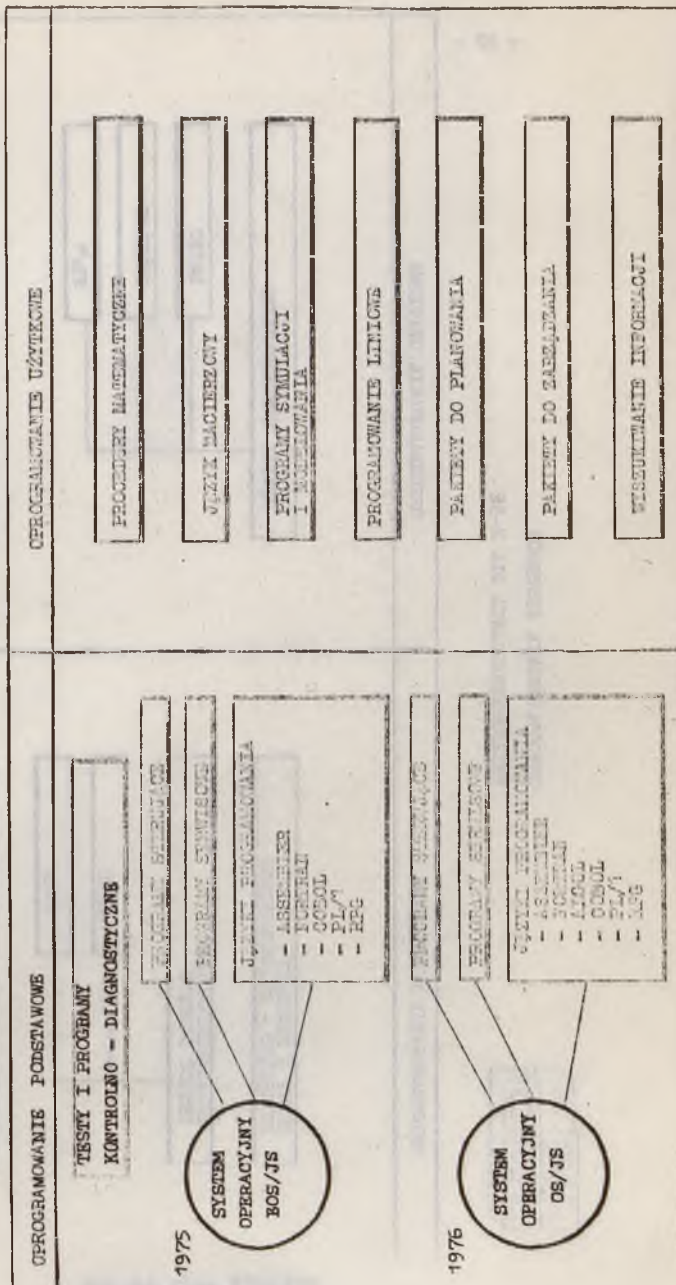 OPROGRAMOWANIE PODSTAWOWE
TESTY I PROGRAMY
KONTROLNO - DIAGNOSTYCZNE
1975
SYSTEM
OPERACYJNY
BOS/JS
PROGRAMY STERUJĄCE
PROGRAMY SERWISOWE
JĘZYKI PROGRAMOWANIA
- ASSEMBLER
- FORTRAN
- COBOL
- PL/1
- RPG
1976
SYSTEM
OPERACYJNY
OS/JS
PROGRAMY STERUJĄCE
PROGRAMY SERWISOWE
JĘZYKI PROGRAMOWANIA
- ASSEMBLER
- FORTRAN
- ALGOL
- COBOL
- PL/1
- RPG
OPROGRAMOWANIE UŻYTKOWE
PROCEDURY MATEMATYCZNE
JĘZYK MACIERZOWY
PROGRAMY SYMULACJI
I MODELOWANIA
PROGRAMOWANIE LINIOWE
PAKIETY DO PLANOWANIA
PAKIETY DO ZARZĄDZANIA
WYSZUKIWANIE INFORMACJI